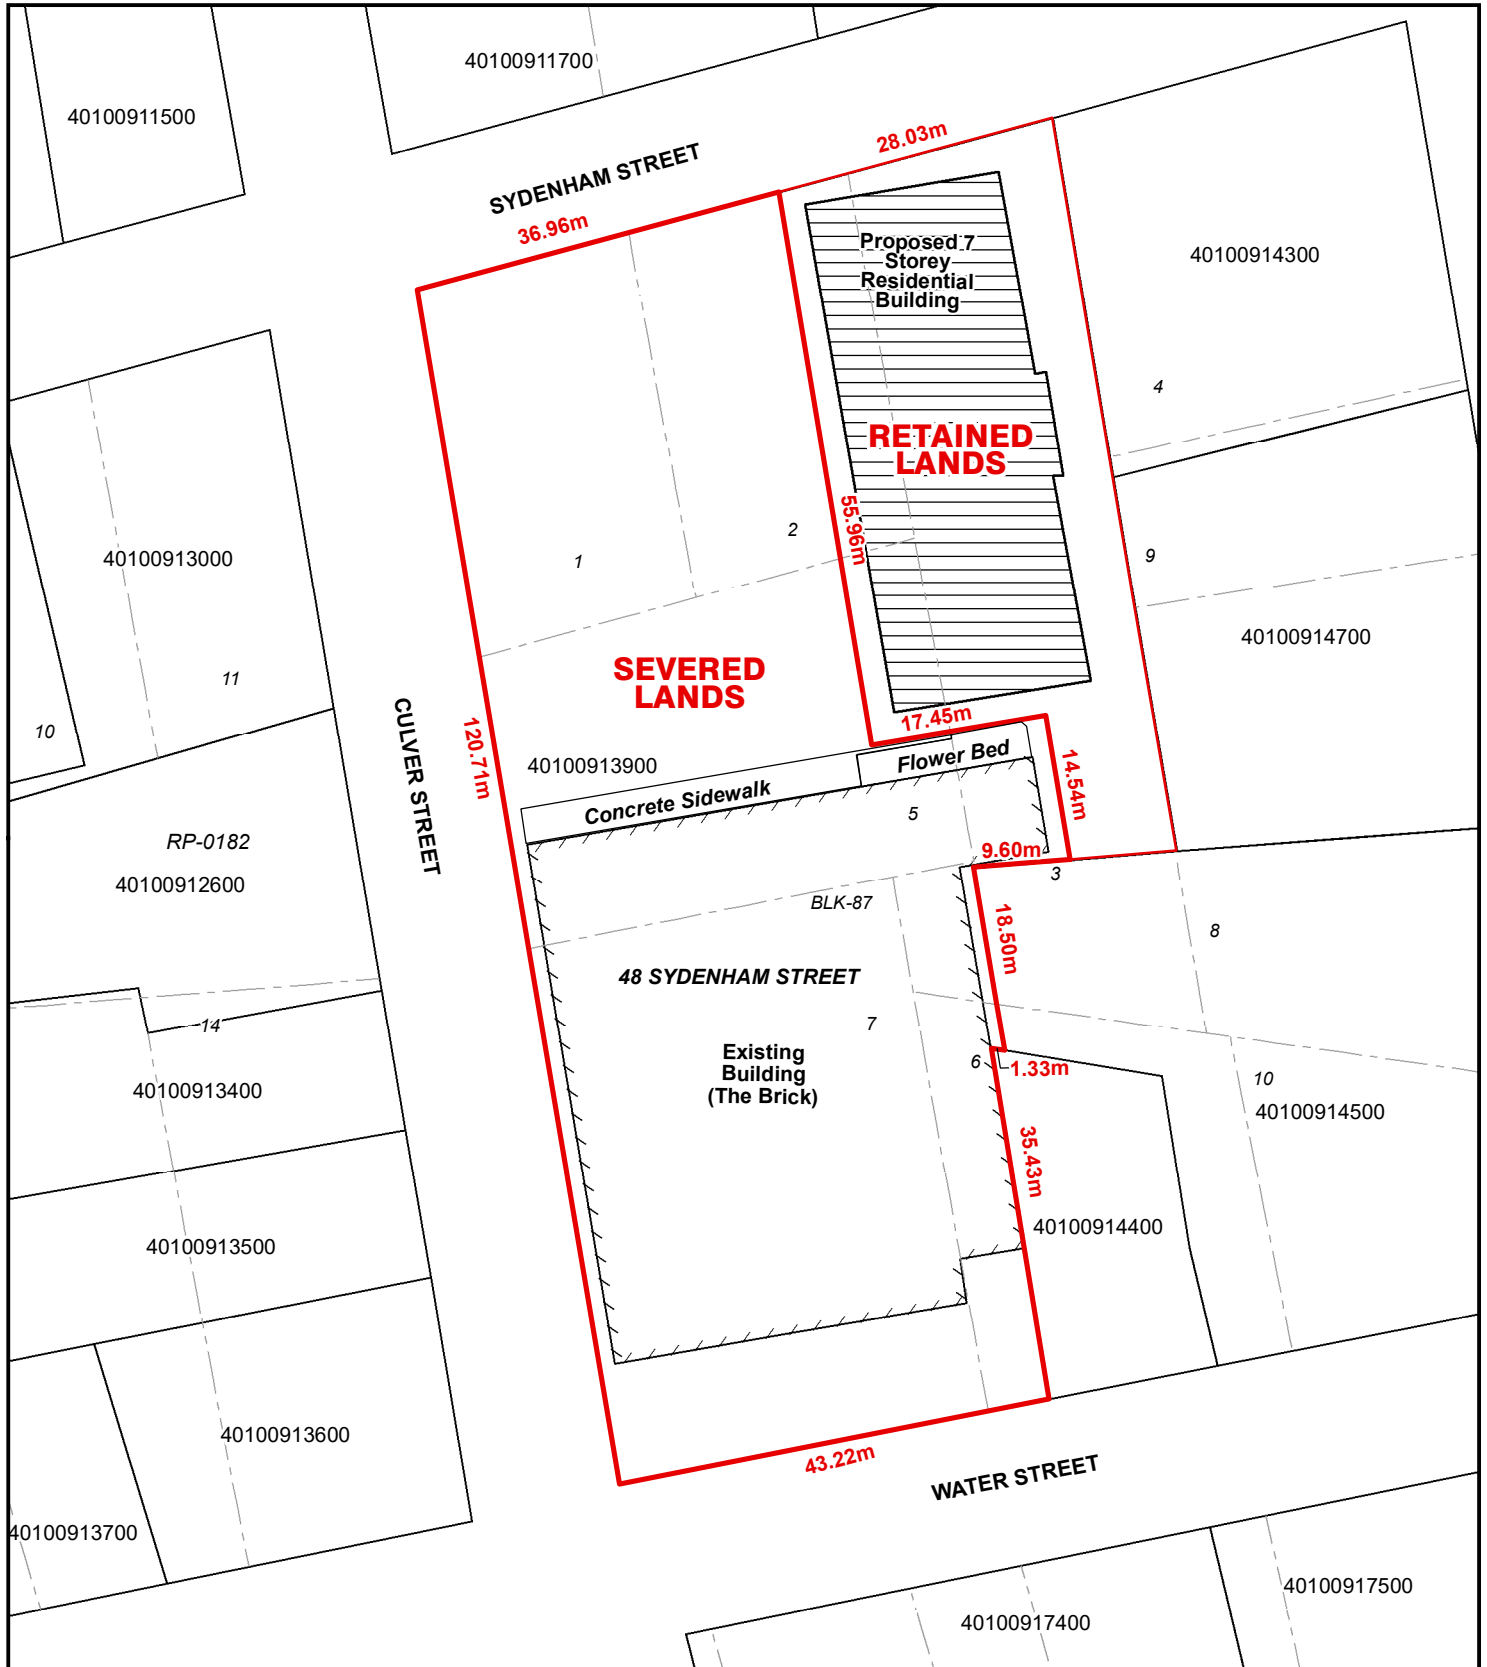 40100911700
40100911500
28.03m
SYDENHAM STREET
36.96m
Proposed 7
Storey
Residential
Building
40100914300
4
RETAINED
LANDS
55.96m
2
1
40100913000
9
40100914700
11
10
SEVERED
LANDS
CULVER STREET
120.71m
17.45m
40100913900
Flower Bed
Concrete Sidewalk
14.54m
5
RP-0182
40100912600
9.60m
3
BLK-87
18.50m
8
48 SYDENHAM STREET
7
14
Existing
Building
(The Brick)
6
1.33m
10
40100914500
40100913400
35.43m
40100914400
40100913500
40100913600
43.22m
WATER STREET
40100913700
40100917500
40100917400